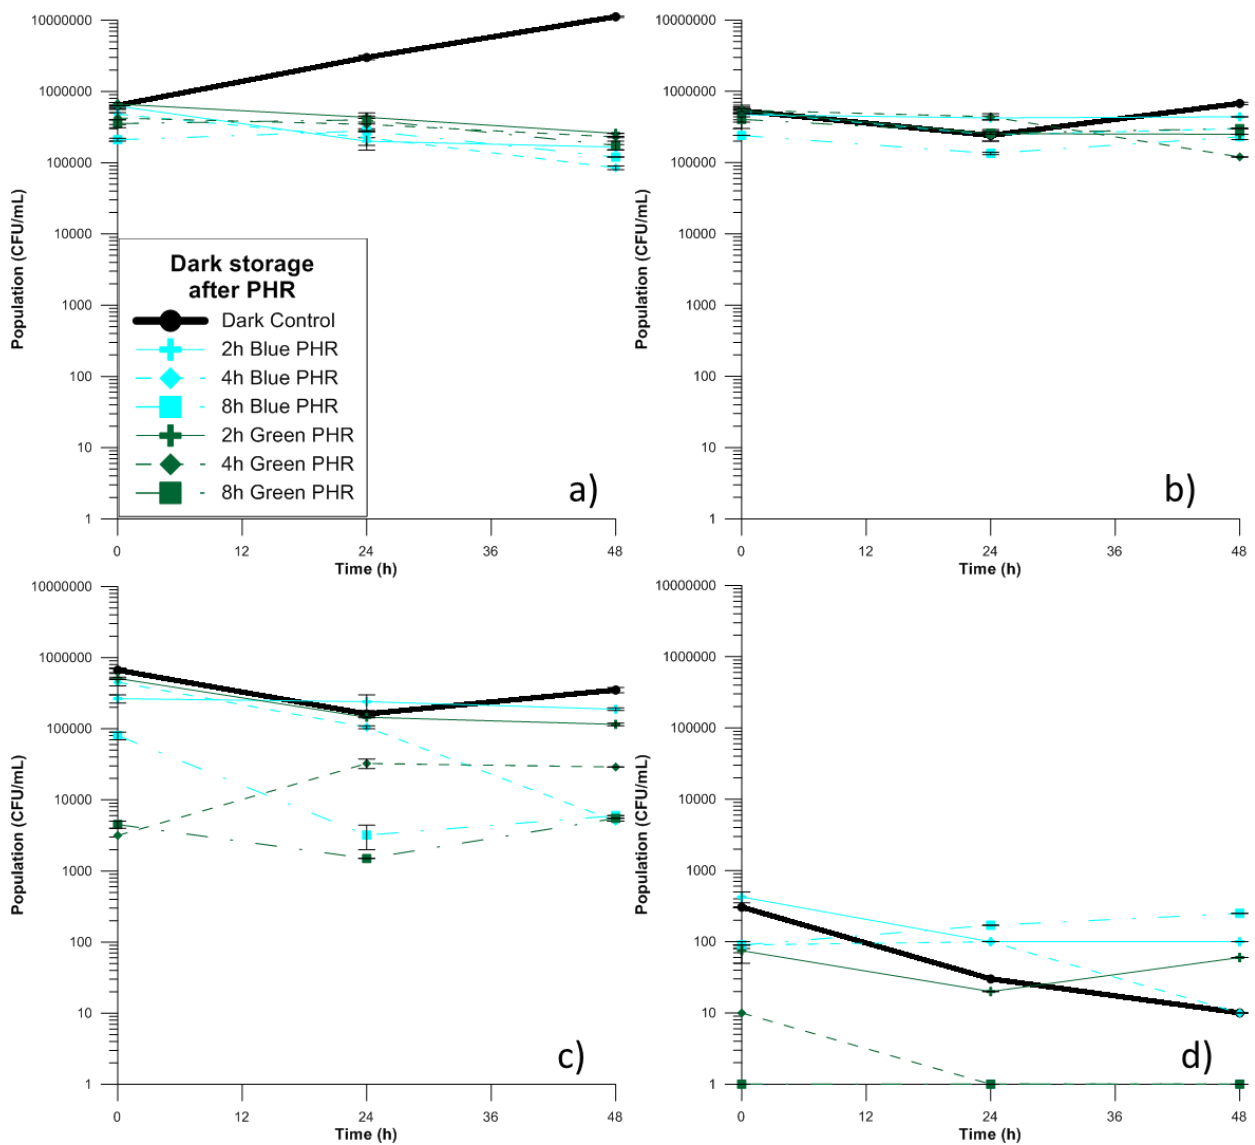 10000000
1000000
100000
10000
1000
100
10
1
Population (CFU/mL)
Dark storage
after PHR
Dark Control
2h Blue PHR
4h Blue PHR
8h Blue PHR
2h Green PHR
4h Green PHR
8h Green PHR
a)
0
12
24
36
48
Time (h)
10000000
1000000
100000
10000
1000
100
10
1
Population (CFU/mL)
b)
0
12
24
36
48
Time (h)
10000000
1000000
100000
10000
1000
100
10
1
Population (CFU/mL)
c)
0
12
24
36
48
Time (h)
10000000
1000000
100000
10000
1000
100
10
1
Population (CFU/mL)
d)
0
12
24
36
48
Time (h)